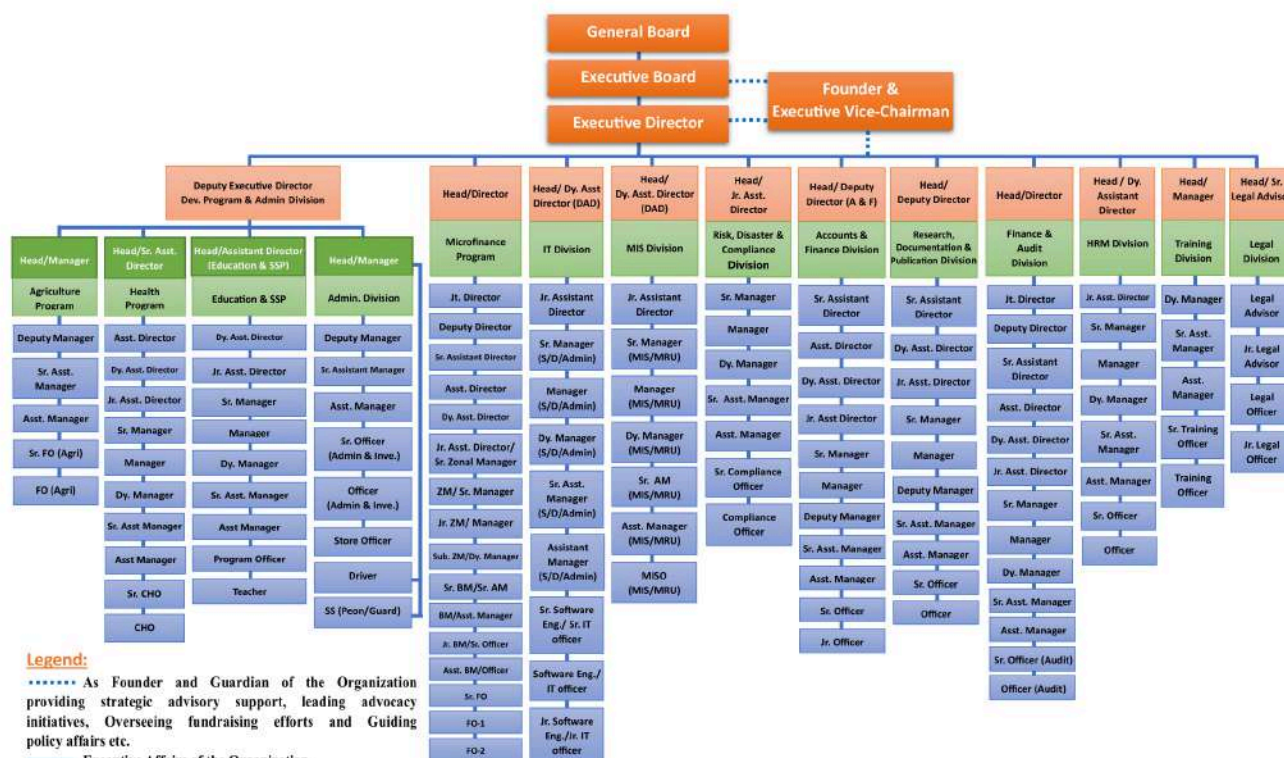 General Board
Executive Board
Executive Director
Founder &
Executive Vice-Chairman
Deputy Executive Director
Dev. Program & Admin Division
Head/Manager
Agriculture
Program
Deputy Manager
Sr. Asst.
Manager
Asst. Manager
Sr. FO (Agri)
FO (Agri)
Head/Sr. Asst.
Director
Health
Program
Asst. Director
Dy. Asst. Director
Jr. Asst. Director
Sr. Manager
Manager
Dy. Manager
Sr. Asst Manager
Asst Manager
Sr. CHO
CHO
Head/Assistant Director
(Education & SSP)
Education & SSP
Dy. Asst. Director
Jr. Asst. Director
Sr. Manager
Manager
Dy. Manager
Sr. Asst. Manager
Asst Manager
Program Officer
Teacher
Head/Manager
Admin. Division
Deputy Manager
Sr. Assistant Manager
Asst. Manager
Sr. Officer
(Admin & Inve.)
Officer
(Admin & Inve.)
Store Officer
Driver
SS (Peon/Guard)
Head/Director
Microfinance
Program
Jt. Director
Deputy Director
Sr. Assistant Director
Asst. Director
Dy. Asst. Director
Jr. Asst. Director/
Sr. Zonal Manager
ZM/ Sr. Manager
Jr. ZM/ Manager
Sub. ZM/Dy. Manager
Sr. BM/Sr. AM
BM/Asst. Manager
Jr. BM/Sr. Officer
Asst. BM/Officer
Sr. FO
FO-1
FO-2
Head/ Dy. Asst
Director (DAD)
IT Division
Jr. Assistant
Director
Sr. Manager
(S/D/Admin)
Manager
(S/D/Admin)
Dy. Manager
(S/D/Admin)
Sr. Asst.
Manager
(S/D/Admin)
Assistant
Manager
(S/D/Admin)
Sr. Software
Eng./ Sr. IT
officer
Software Eng./
IT officer
Jr. Software
Eng./Jr. IT
officer
Head/
Dy. Asst. Director
(DAD)
MIS Division
Jr. Assistant
Director
Sr. Manager
(MIS/MRU)
Manager
(MIS/MRU)
Dy. Manager
(MIS/MRU)
Sr. AM
(MIS/MRU)
Asst. Manager
(MIS/MRU)
MISO
(MIS/MRU)
Head/
Jr. Asst.
Director
Risk, Disaster &
Compliance
Division
Sr. Manager
Manager
Dy. Manager
Sr. Asst. Manager
Asst. Manager
Sr. Compliance
Officer
Compliance
Officer
Head/ Deputy
Director (A & F)
Accounts &
Finance Division
Sr. Assistant
Director
Asst. Director
Dy. Asst Director
Jr. Asst Director
Sr. Manager
Manager
Deputy Manager
Sr. Asst. Manager
Asst. Manager
Sr. Officer
Jr. Officer
Head/
Deputy Director
Research,
Documentation &
Publication Division
Sr. Assistant
Director
Dy. Asst. Director
Jr. Asst. Director
Sr. Manager
Manager
Deputy Manager
Sr. Asst. Manager
Asst. Manager
Sr. Officer
Officer
Head/Director
Finance &
Audit
Division
Jt. Director
Deputy Director
Sr. Assistant
Director
Asst. Director
Dy. Asst. Director
Jr. Asst. Director
Sr. Manager
Manager
Dy. Manager
Sr. Asst. Manager
Asst. Manager
Sr. Officer (Audit)
Officer (Audit)
Head / Dy.
Assistant
Director
HRM Division
Jr. Asst. Director
Sr. Manager
Manager
Dy. Manager
Sr. Asst.
Manager
Asst. Manager
Sr. Officer
Officer
Head/
Manager
Training
Division
Dy. Manager
Sr. Asst.
Manager
Asst.
Manager
Sr. Training
Officer
Training
Officer
Head/ Sr.
Legal Advisor
Legal
Division
Legal
Advisor
Jr. Legal
Advisor
Legal
Officer
Jr. Legal
Officer
Legend:
As Founder and Guardian of the Organization
providing strategic advisory support, leading advocacy
initiatives, Overseeing fundraising efforts and Guiding
policy affairs etc.